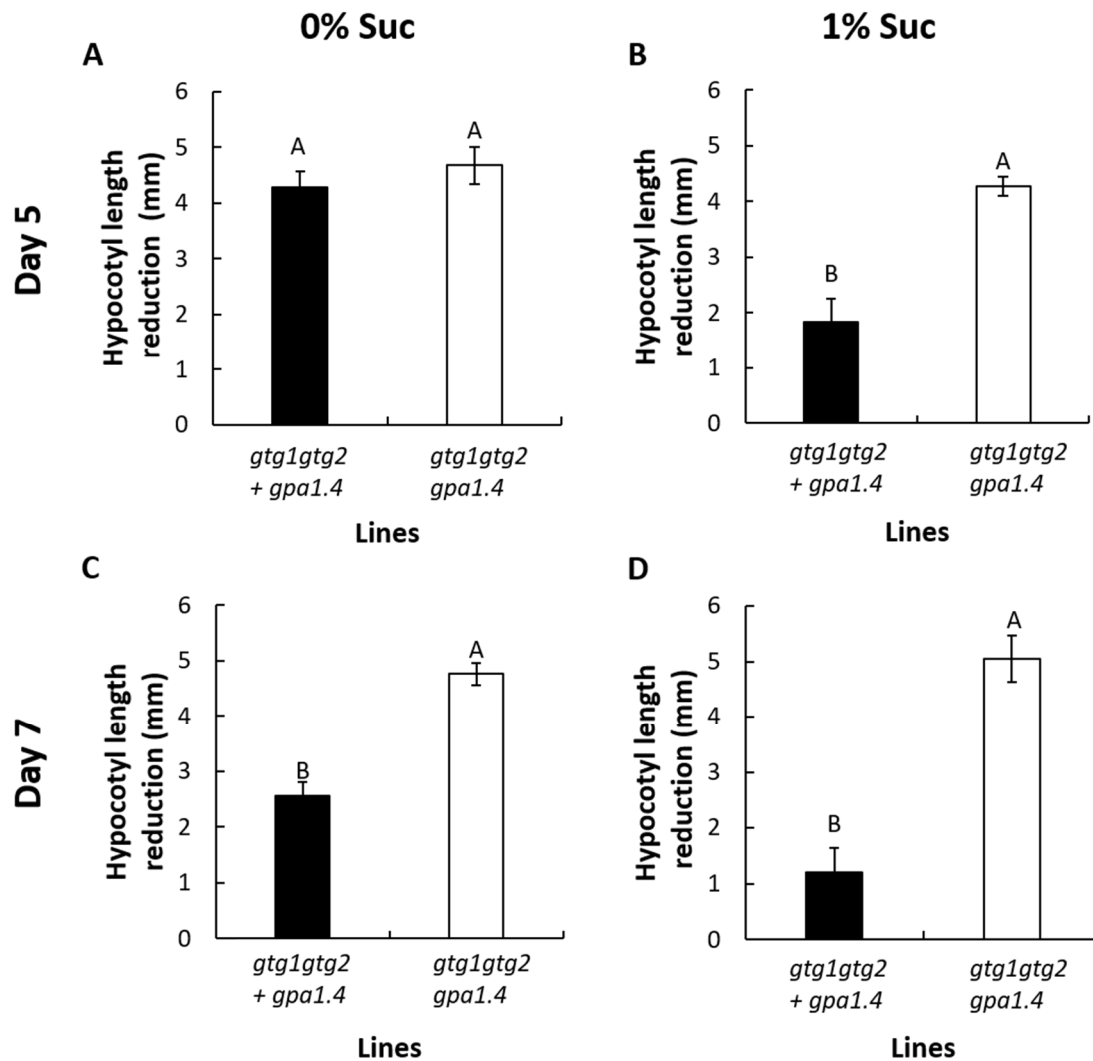 0% Suc
1% Suc
Day 5
A
Hypocotyl length
reduction (mm)
6
5
4
3
2
1
0
A
A
gtg1gtg2
+ gpa1.4
gtg1gtg2
gpa1.4
Lines
B
Hypocotyl length
reduction (mm)
6
5
4
3
2
1
0
B
A
gtg1gtg2
+ gpa1.4
gtg1gtg2
gpa1.4
Lines
Day 7
C
Hypocotyl length
reduction (mm)
6
5
4
3
2
1
0
B
A
gtg1gtg2
+ gpa1.4
gtg1gtg2
gpa1.4
Lines
D
Hypocotyl length
reduction (mm)
6
5
4
3
2
1
0
B
A
gtg1gtg2
+ gpa1.4
gtg1gtg2
gpa1.4
Lines